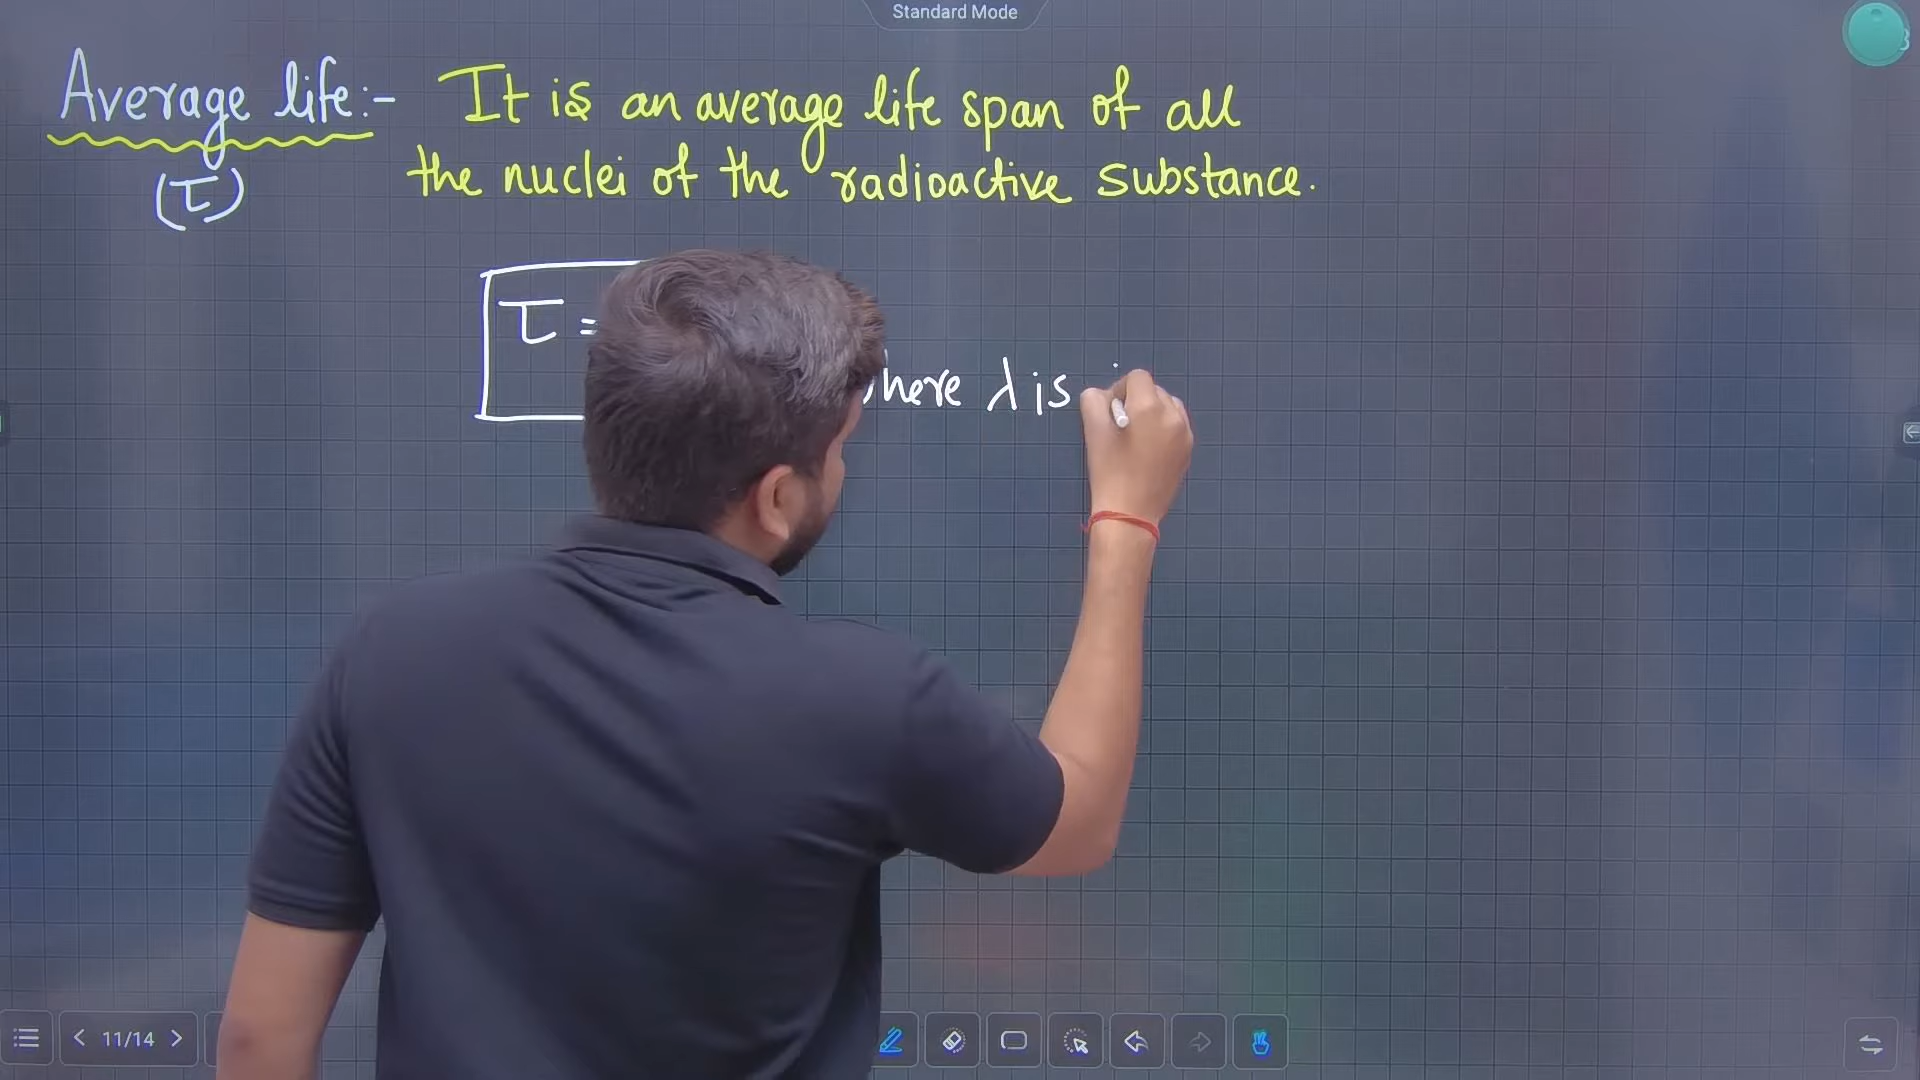 Standard Mode
Average life:- It is an average life span of all
(τ) the nuclei of the radioactive substance.
τ =
here λ is
11/14